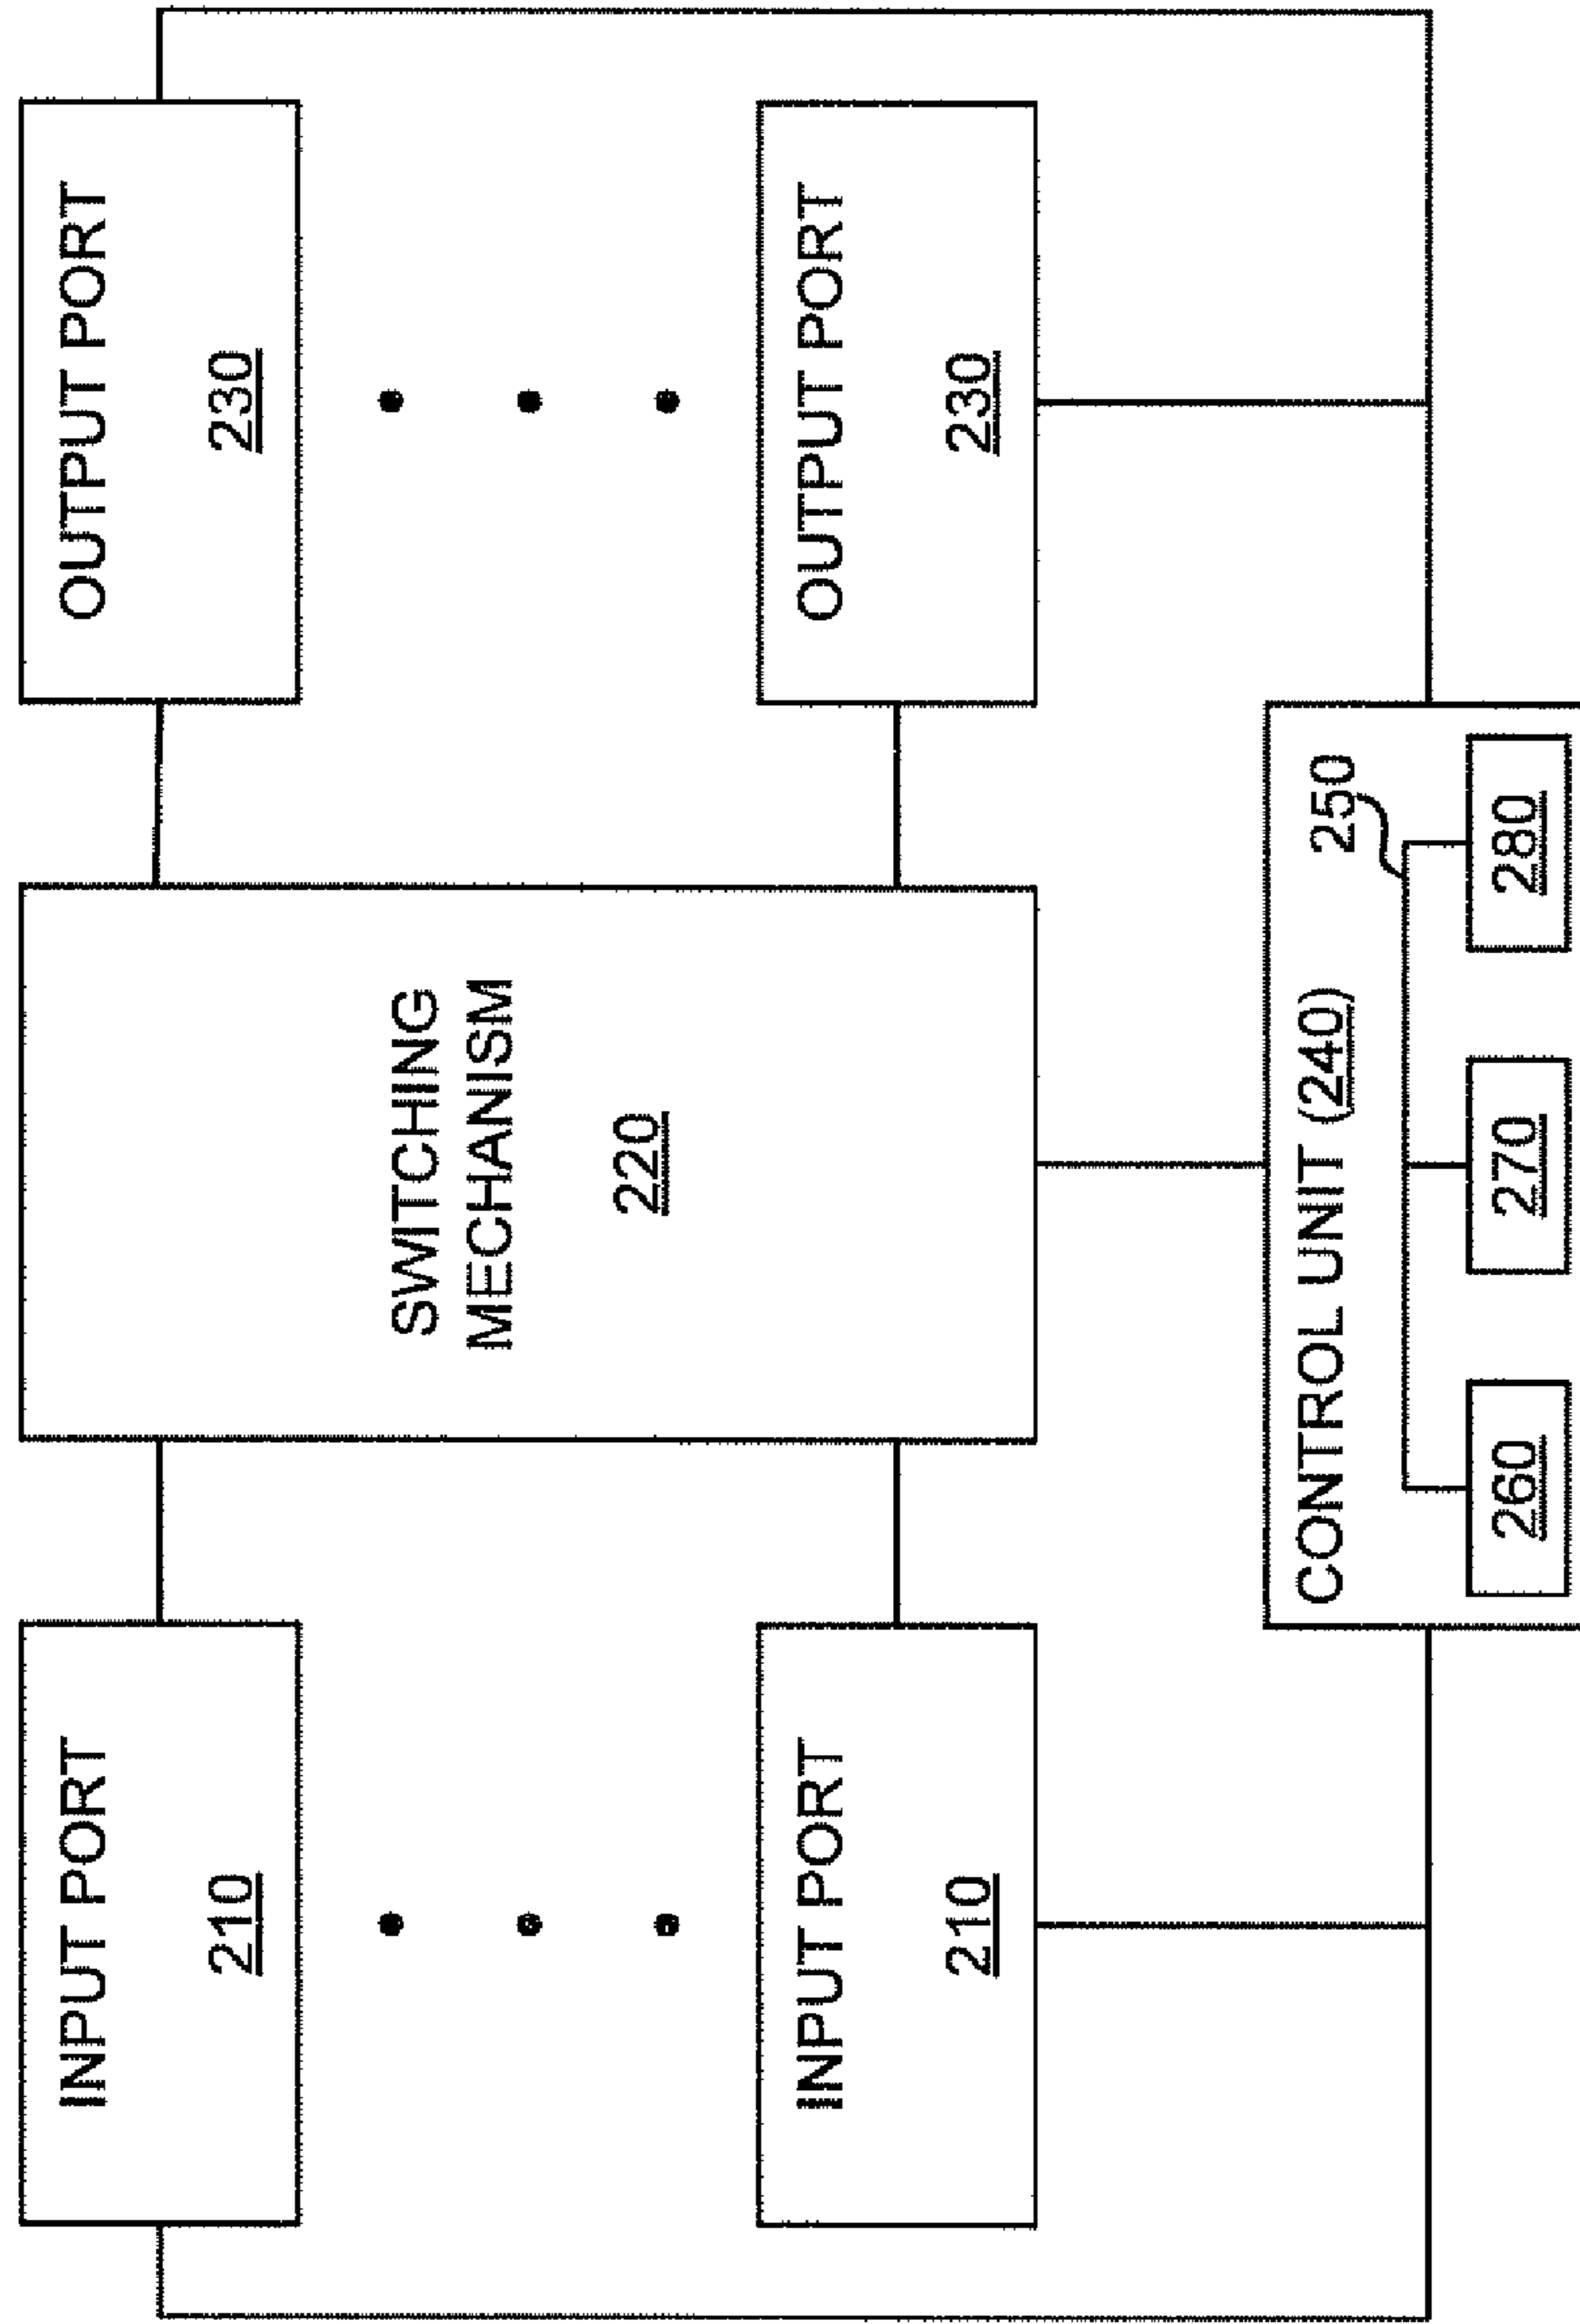 INPUT PORT
210
INPUT PORT
210
SWITCHING
MECHANISM
220
OUTPUT PORT
230
OUTPUT PORT
230
CONTROL UNIT (240)
250
260
270
280